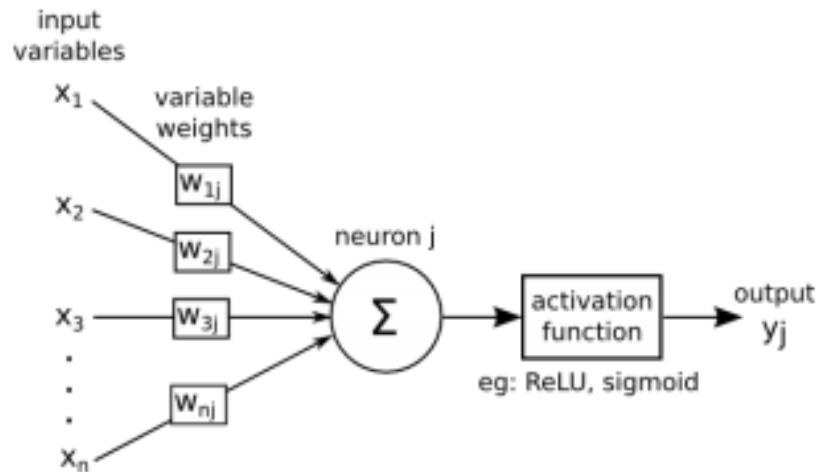 input
variables
x1
variable
weights
w1j
x2
w2j
neuron j
x3
w3j
Σ
activation
function
output
yj
eg: ReLU, sigmoid
wnj
xn